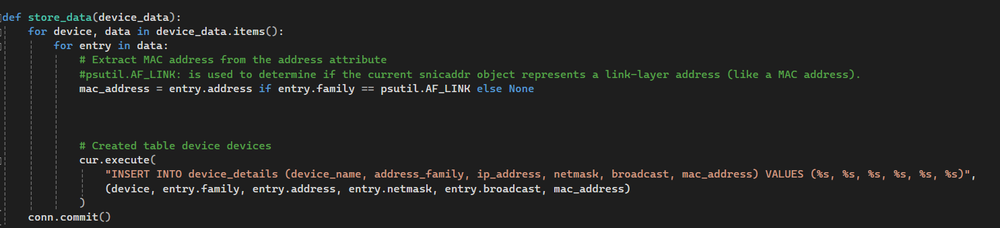 def store_data(device_data):
    for device, data in device_data.items():
        for entry in data:
            # Extract MAC address from the address attribute
            #psutil.AF_LINK: is used to determine if the current snicaddr object represents a link-layer address (like a MAC address).
            mac_address = entry.address if entry.family == psutil.AF_LINK else None
            # Created table device devices
            cur.execute(
                "INSERT INTO device_details (device_name, address_family, ip_address, netmask, broadcast, mac_address) VALUES (%s, %s, %s, %s, %s, %s)",
                (device, entry.family, entry.address, entry.netmask, entry.broadcast, mac_address)
            )
    conn.commit()